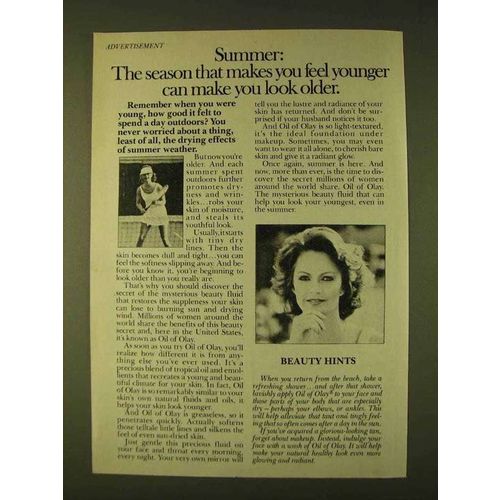 ADVERTISEMENT
Summer:
The season that makes you feel younger
can make you look older.
Remember when you were
young, how good it felt to
spend a day outdoors? You
never worried about a thing,
least of all, the drying effects
of summer weather.
But now you're
older. And each
summer spent
outdoors further
promotes dry-
ness and wrin-
kles...robs your
skin of moisture,
and steals its
youthful look.
Usually, it starts
with tiny dry
lines. Then the
skin becomes dull and tight...you can
feel the softness slipping away. And be-
fore you know it, you're beginning to
look older than you really are.
That's why you should discover the
secret of the mysterious beauty fluid
that restores the suppleness your skin
can lose to burning sun and drying
wind. Millions of women around the
world share the benefits of this beauty
secret and, here in the United States,
it's known as Oil of Olay.
As soon as you try Oil of Olay, you'll
realize how different it is from any-
thing else you've ever used. It's a
precious blend of tropical oil and emol-
lients that recreates a young and beau-
tiful climate for your skin. In fact, Oil
of Olay is so remarkably similar to your
skin's own natural fluids and oils, it
helps your skin look younger.
And Oil of Olay is greaseless, so it
penetrates quickly. Actually softens
those telltale little lines and silkens the
feel of even sun-dried skin.
Just gentle this precious fluid on
your face and throat every morning,
every night. Your very own mirror will
tell you the lustre and radiance of your
skin has returned. And don't be sur-
prised if your husband notices it too.
And Oil of Olay is so light-textured,
it's the ideal foundation under
makeup. Sometimes, you may even
want to wear it all alone, to cherish bare
skin and give it a radiant glow.
Once again, summer is here. And
now, more than ever, is the time to dis-
cover the secret millions of women
around the world share. Oil of Olay.
The mysterious beauty fluid that can
help you look your youngest, even in
the summer.
BEAUTY HINTS
When you return from the beach, take a
refreshing shower...and after that shower,
lavishly apply Oil of Olay® to your face and
those parts of your body that are especially
dry – perhaps your elbows, or ankles. This
will help alleviate that taut and tingly feel-
ing that so often comes after a day in the sun.
If you've acquired a glorious-looking tan,
forget about makeup. Instead, indulge your
face with a wash of Oil of Olay. It will help
make your natural healthy look even more
glowing and radiant.